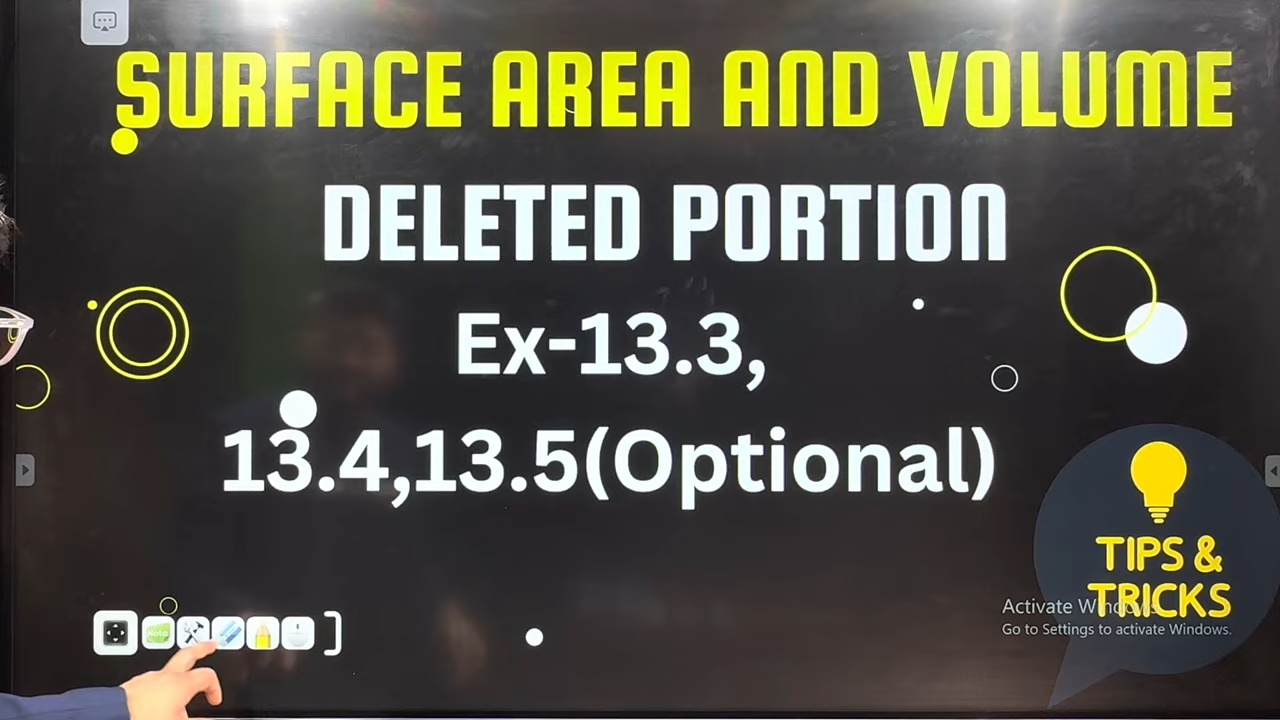 SURFACE AREA AND VOLUME
DELETED PORTION
Ex-13.3,
13.4,13.5(Optional)
TIPS &
TRICKS
Activate Windows
Go to Settings to activate Windows.
Note